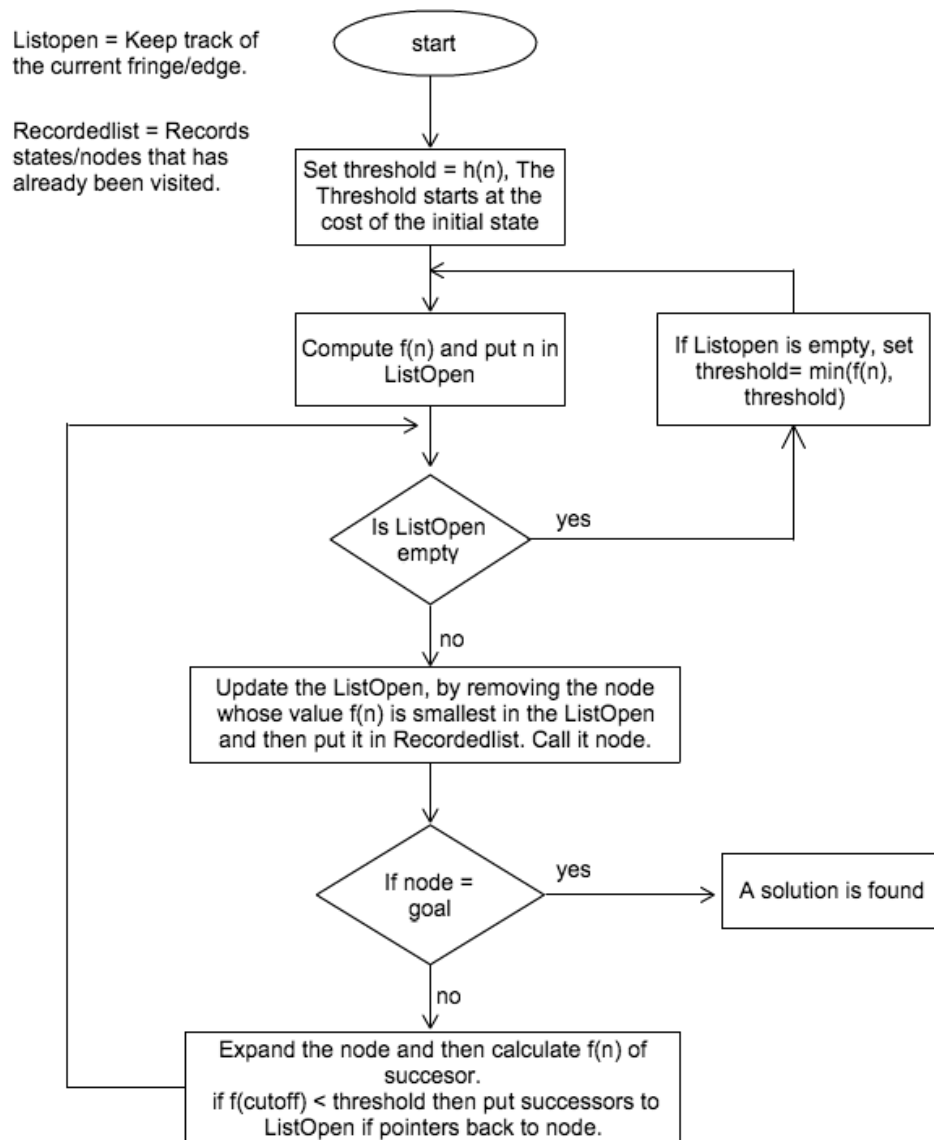 Listopen = Keep track of
the current fringe/edge.
Recordedlist = Records
states/nodes that has
already been visited.
start
Set threshold = h(n), The
Threshold starts at the
cost of the initial state
Compute f(n) and put n in
ListOpen
If Listopen is empty, set
threshold= min(f(n),
threshold)
Is ListOpen
empty
yes
no
Update the ListOpen, by removing the node
whose value f(n) is smallest in the ListOpen
and then put it in Recordedlist. Call it node.
If node =
goal
yes
A solution is found
no
Expand the node and then calculate f(n) of
succesor.
if f(cutoff) < threshold then put successors to
ListOpen if pointers back to node.